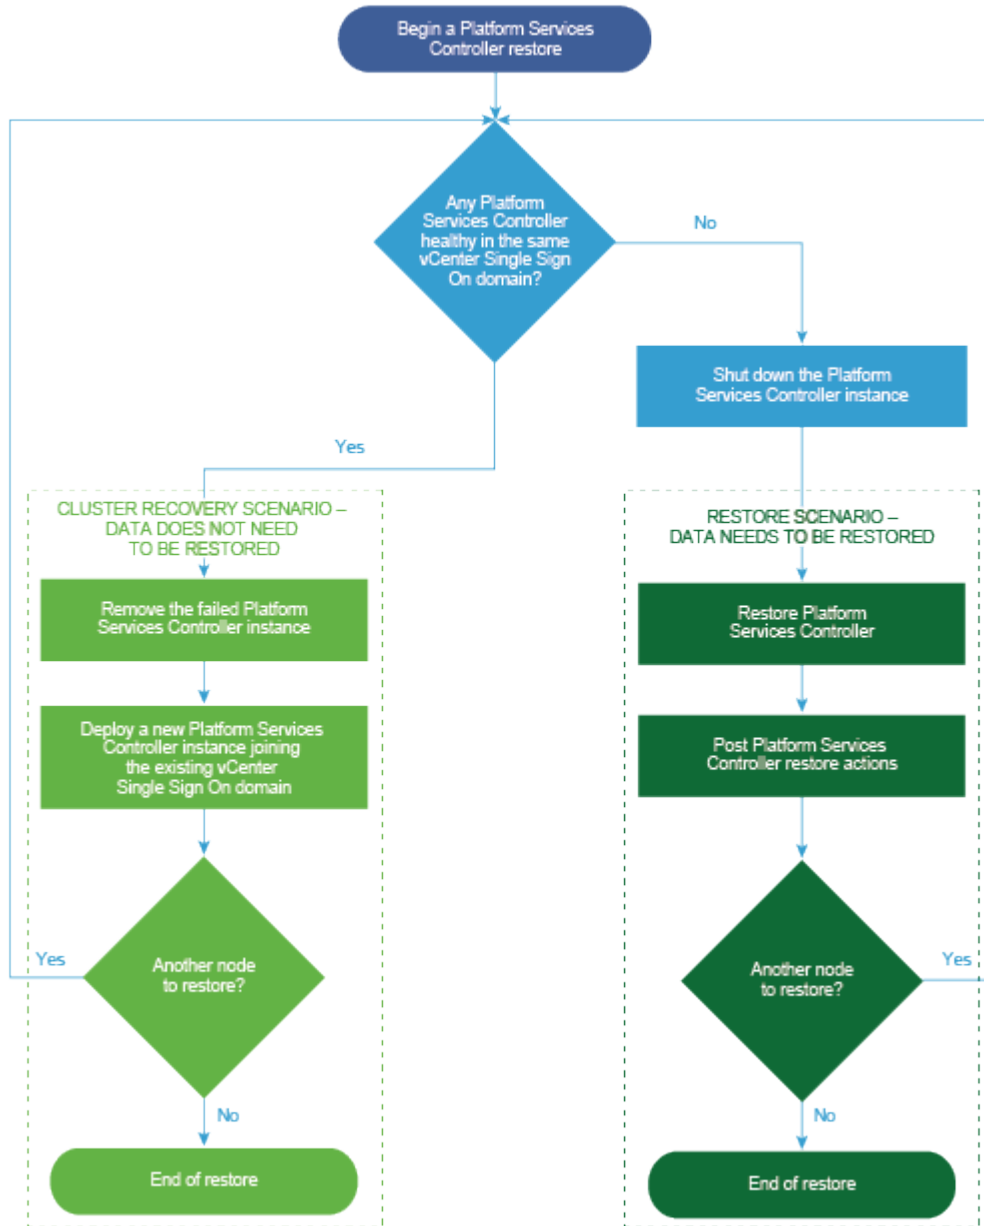 Begin a Platform Services
Controller restore
Any Platform
Services Controller
healthy in the same
vCenter Single Sign
On domain?
No
Shut down the Platform
Services Controller instance
Yes
CLUSTER RECOVERY SCENARIO –
DATA DOES NOT NEED
TO BE RESTORED
RESTORE SCENARIO –
DATA NEEDS TO BE RESTORED
Remove the failed Platform
Services Controller instance
Restore Platform
Services Controller
Deploy a new Platform Services
Controller instance joining
the existing vCenter
Single Sign On domain
Post Platform Services
Controller restore actions
Yes
Another node
to restore?
Another node
to restore?
Yes
No
No
End of restore
End of restore